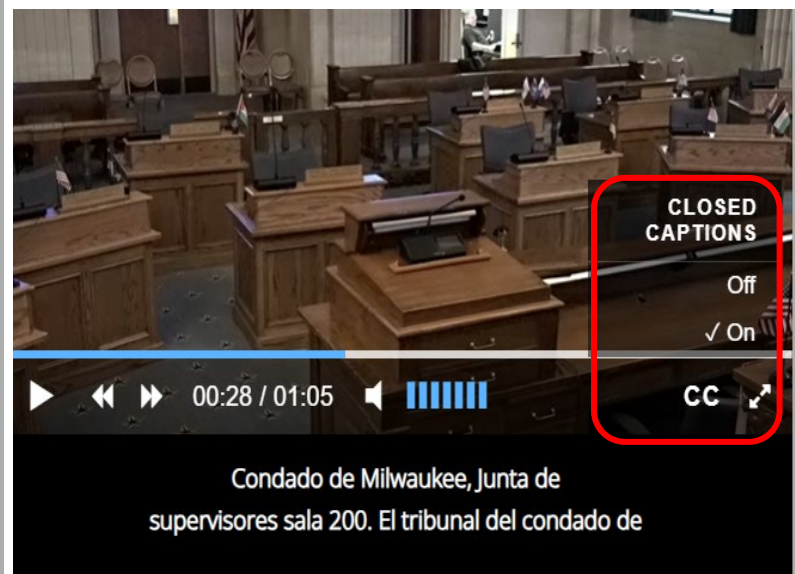 CLOSED
CAPTIONS
Off
✓ On
00:28 / 01:05
CC
Condado de Milwaukee, Junta de
supervisores sala 200. El tribunal del condado de